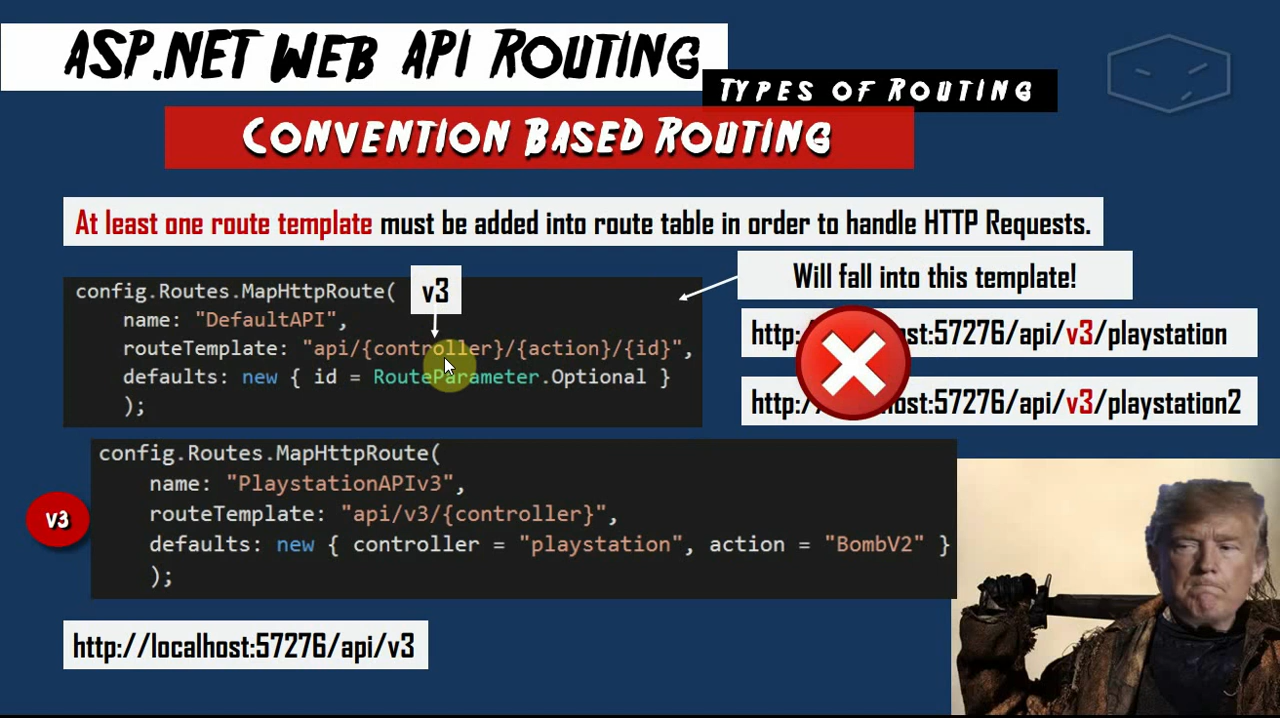 ASP.NET WEB API ROUTING
TYPES OF ROUTING
CONVENTION BASED ROUTING
At least one route template must be added into route table in order to handle HTTP Requests.
Will fall into this template!
v3
config.Routes.MapHttpRoute(
name: "DefaultAPI",
routeTemplate: "api/{controller}/{action}/{id}",
defaults: new { id = RouteParameter.Optional }
);
http:/ host:57276/api/v3/playstation
http:/ host:57276/api/v3/playstation2
v3
config.Routes.MapHttpRoute(
name: "PlaystationAPIv3",
routeTemplate: "api/v3/{controller}",
defaults: new { controller = "playstation", action = "BombV2" }
);
http://localhost:57276/api/v3